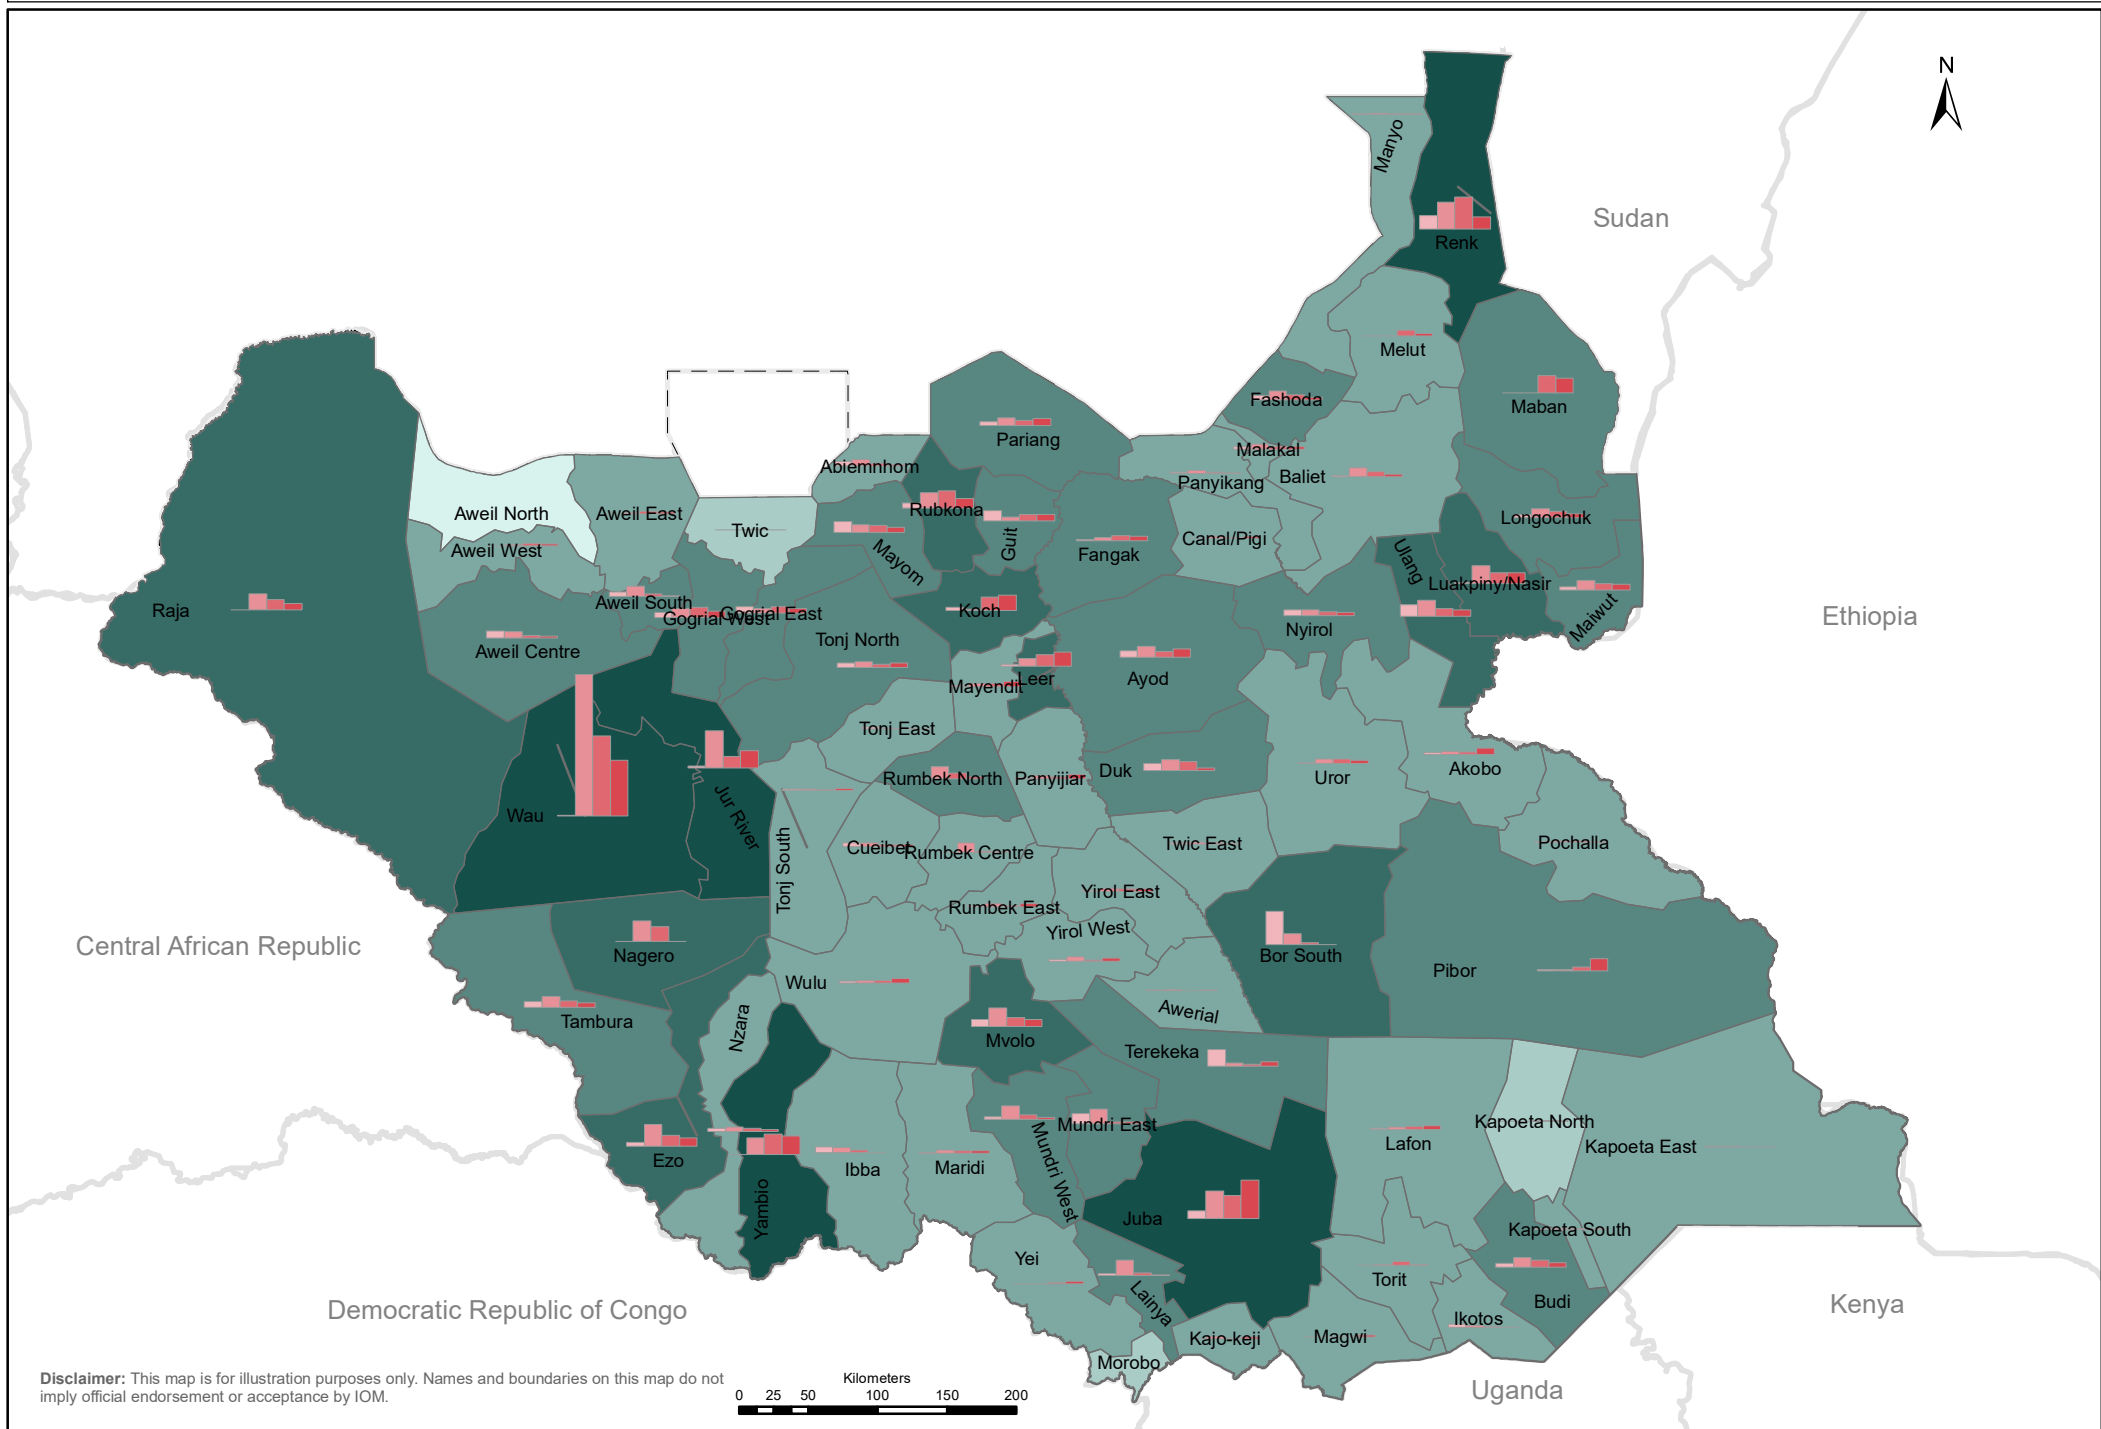 N
Manyo
Sudan
Renk
Melut
Maban
Fashoda
Pariang
Malakal
Abiemnhom
Baliet
Panyikang
Aweil North
Aweil East
Rubkona
Longochuk
Twic
Canal/Pigi
Guit
Aweil West
Fangak
Mayom
Ulang
Luakpiny/Nasir
Raja
Aweil South
Koch
Gogrial East
Gogrial West
Ethiopia
Maiwut
Nyirol
Tonj North
Aweil Centre
Leer
Ayod
Mayendit
Tonj East
Duk
Akobo
Rumbek North
Panyijiar
Uror
Wau
Jur River
Twic East
Pochalla
Cueibet
Rumbek Centre
Tonj South
Yirol East
Rumbek East
Yirol West
Central African Republic
Nagero
Bor South
Pibor
Wulu
Awerial
Tambura
Nzara
Mvolo
Terekeka
Kapoeta North
Mundri East
Lafon
Kapoeta East
Ezo
Ibba
Maridi
Mundri West
Yambio
Juba
Kapoeta South
Yei
Torit
Budi
Lainya
Ikotos
Kenya
Democratic Republic of Congo
Kajo-keji
Magwi
Morobo
Uganda
Disclaimer: This map is for illustration purposes only. Names and boundaries on this map do not
imply official endorsement or acceptance by IOM.
Kilometers
0 25 50 100 150 200